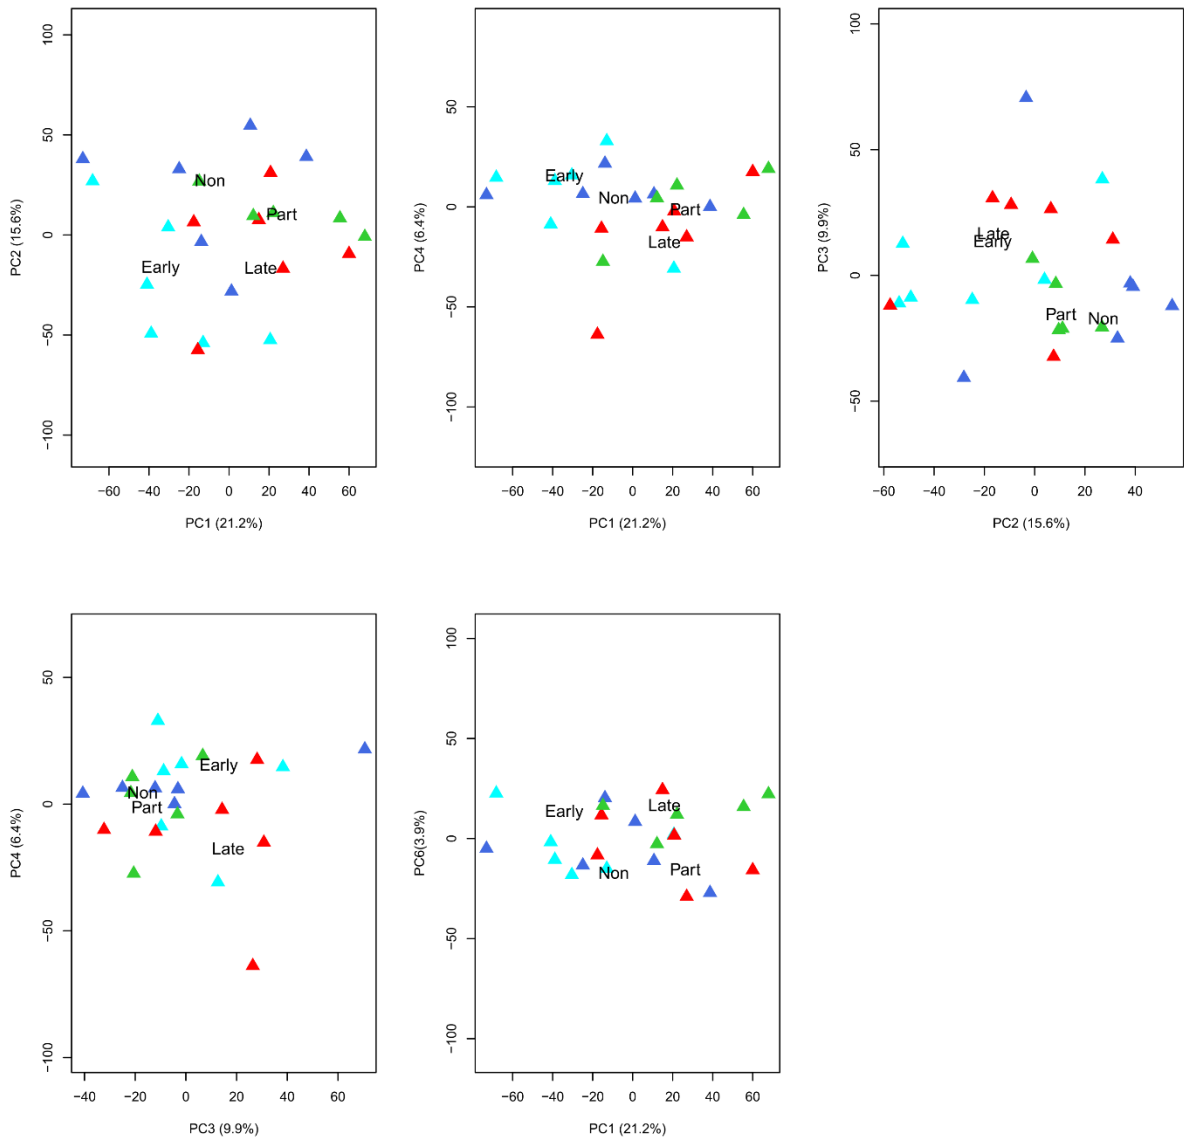 100
50
0
−50
−100
PC2 (15.6%)
Non
Part
Early
Late
−60 −40 −20 0 20 40 60
PC1 (21.2%)
50
0
−50
−100
PC4 (6.4%)
Early
Non
Part
Late
−60 −40 −20 0 20 40 60
PC1 (21.2%)
100
50
0
−50
PC3 (9.9%)
Late
Early
Part
Non
−60 −40 −20 0 20 40
PC2 (15.6%)
50
0
−50
−100
PC4 (6.4%)
Early
Non
Part
Late
−40 −20 0 20 40 60
PC3 (9.9%)
100
50
0
−50
−100
PC6(3.9%)
Early
Late
Non
Part
−60 −40 −20 0 20 40 60
PC1 (21.2%)